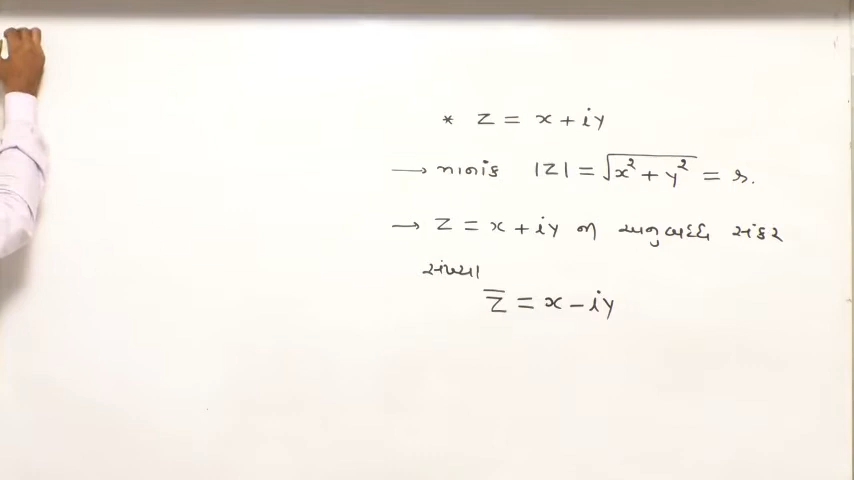 * z = x + iy
→ માનાંક |z| = √x² + y² = r.
→ z = x + iy ની અનુબદ્ધ સંકર
સંખ્યા
z̅ = x - iy